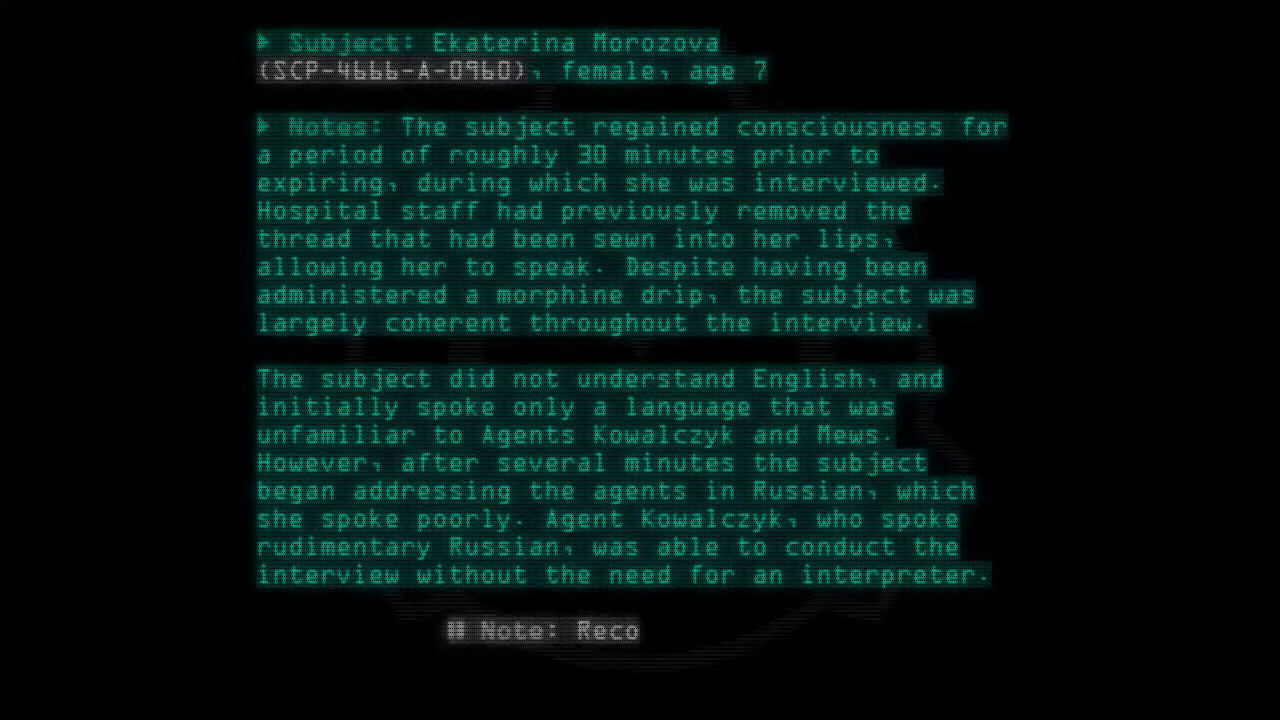 ► Subject: Ekaterina Morozova
(SCP-4666-A-0960), female, age 7
► Notes: The subject regained consciousness for
a period of roughly 30 minutes prior to
expiring, during which she was interviewed.
Hospital staff had previously removed the
thread that had been sewn into her lips,
allowing her to speak. Despite having been
administered a morphine drip, the subject was
largely coherent throughout the interview.
The subject did not understand English, and
initially spoke only a language that was
unfamiliar to Agents Kowalczyk and Mews.
However, after several minutes the subject
began addressing the agents in Russian, which
she spoke poorly. Agent Kowalczyk, who spoke
rudimentary Russian, was able to conduct the
interview without the need for an interpreter.
# Note: Reco